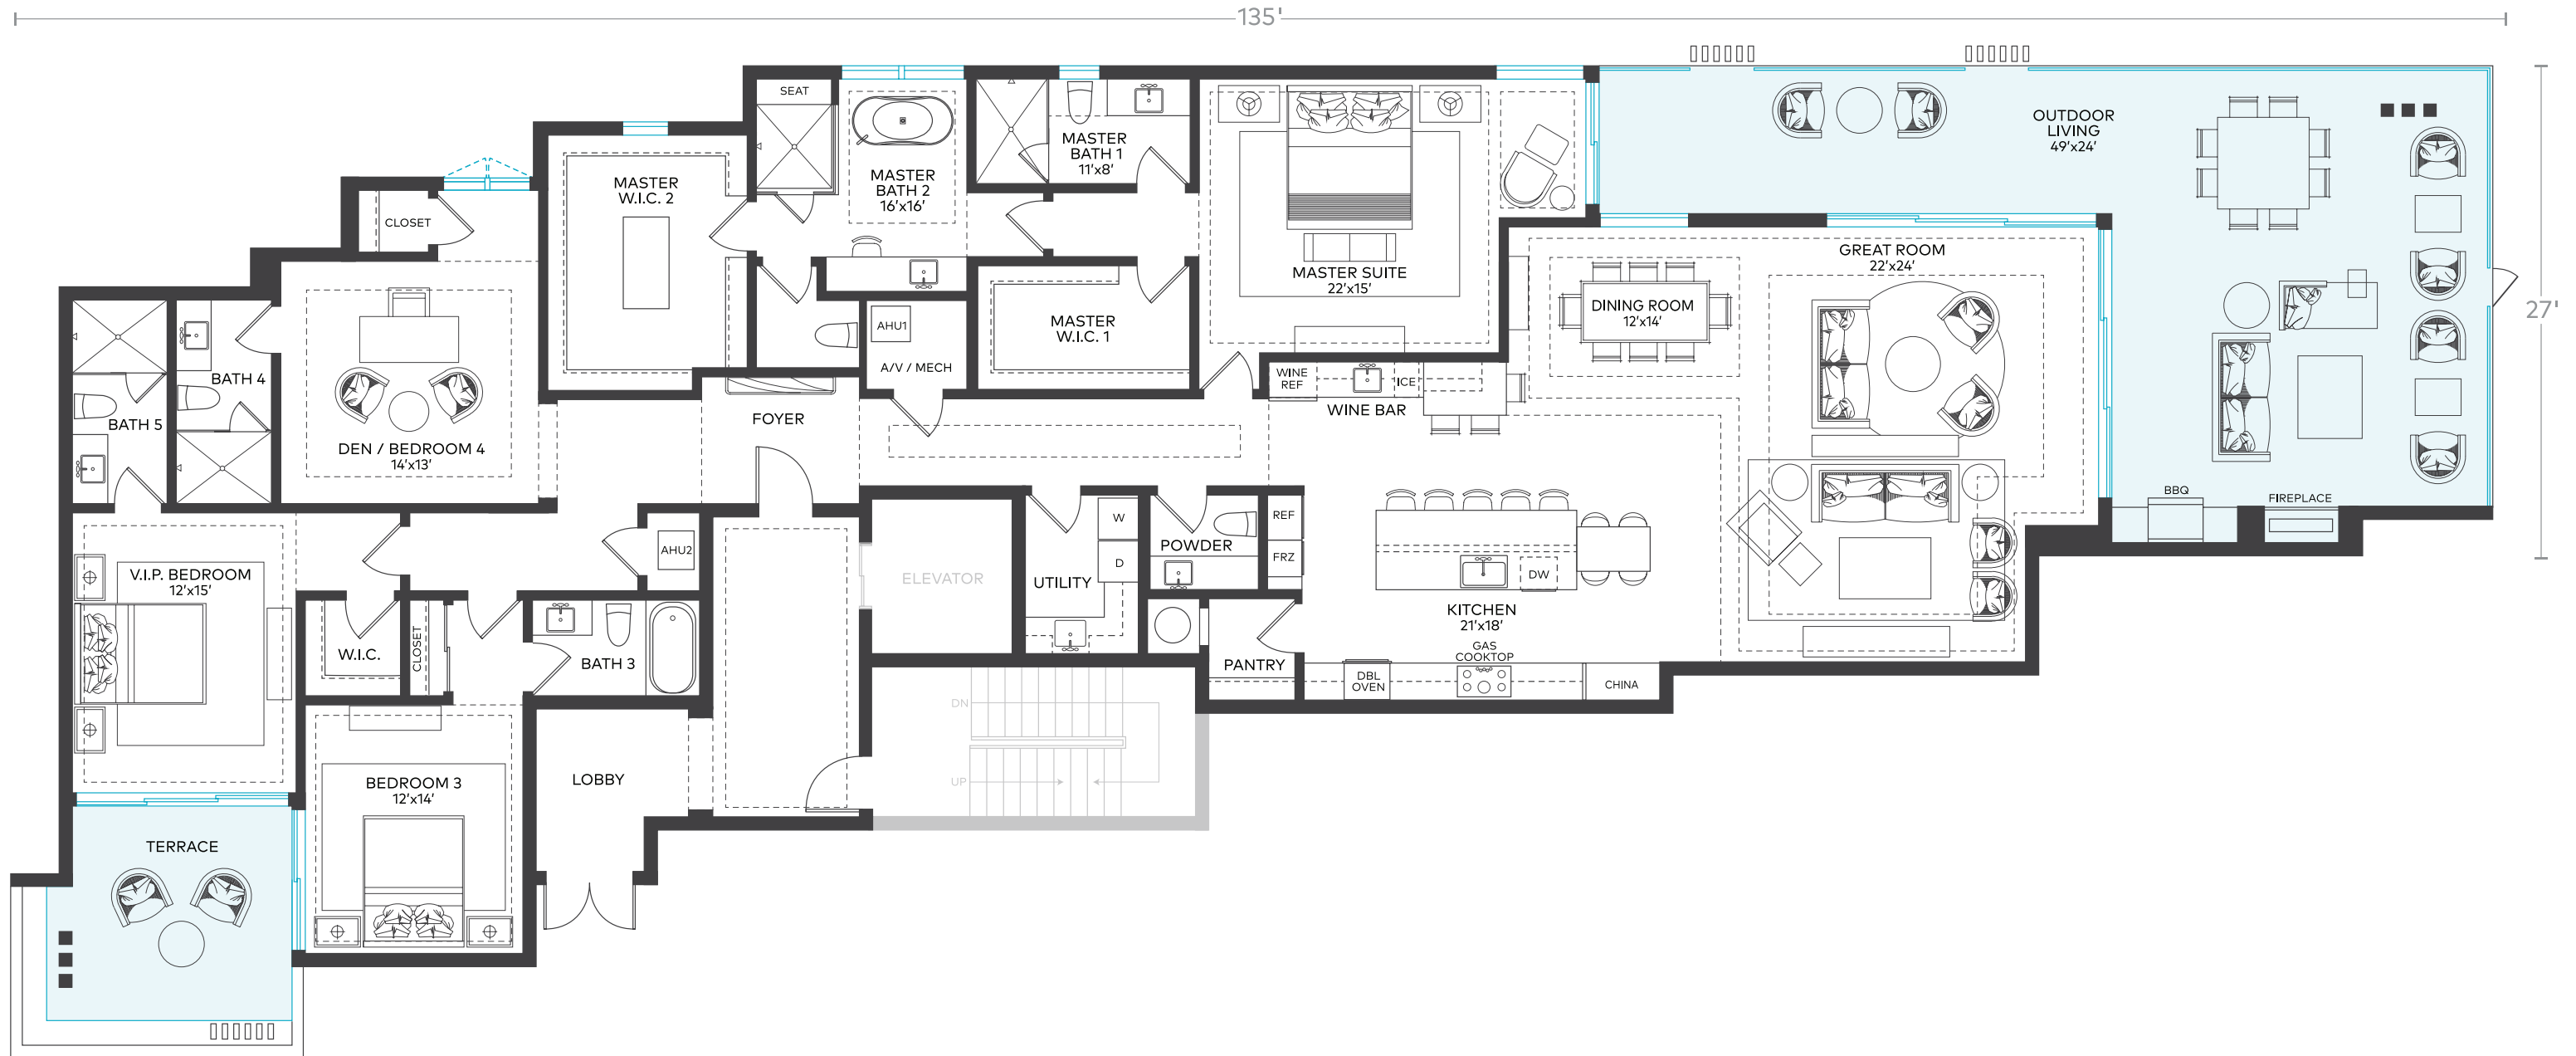 135'
27'
SEAT
MASTER
BATH 2
16'x16'
MASTER
BATH 1
11'x8'
MASTER
W.I.C. 2
CLOSET
OUTDOOR
LIVING
49'x24'
MASTER SUITE
22'x15'
GREAT ROOM
22'x24'
DINING ROOM
12'x14'
MASTER
W.I.C. 1
AHU1
A/V / MECH
WINE
REF
ICE
WINE BAR
FOYER
BATH 4
BATH 5
DEN / BEDROOM 4
14'x13'
BBQ
FIREPLACE
REF
FRZ
W
D
POWDER
UTILITY
ELEVATOR
AHU2
V.I.P. BEDROOM
12'x15'
DW
KITCHEN
21'x18'
GAS
COOKTOP
W.I.C.
CLOSET
BATH 3
PANTRY
DBL
OVEN
CHINA
DN
UP
LOBBY
BEDROOM 3
12'x14'
TERRACE